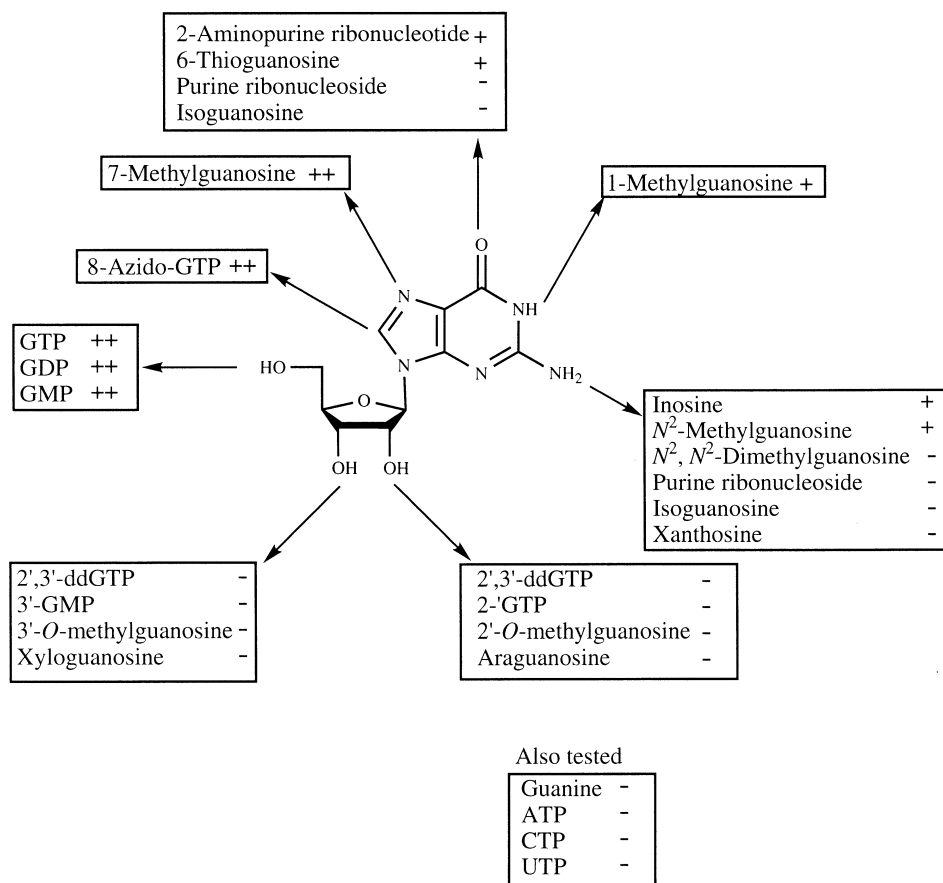 2-Aminopurine ribonucleotide +
6-Thioguanosine +
Purine ribonucleoside -
Isoguanosine -
7-Methylguanosine ++
1-Methylguanosine +
8-Azido-GTP ++
O
N
NH
N
N
NH₂
GTP ++
GDP ++
GMP ++
HO
O
OH
OH
Inosine +
N²-Methylguanosine +
N², N²-Dimethylguanosine -
Purine ribonucleoside -
Isoguanosine -
Xanthosine -
2',3'-ddGTP -
3'-GMP -
3'-O-methylguanosine -
Xyloguanosine -
2',3'-ddGTP -
2-'GTP -
2'-O-methylguanosine -
Araguanosine -
Also tested
Guanine -
ATP -
CTP -
UTP -